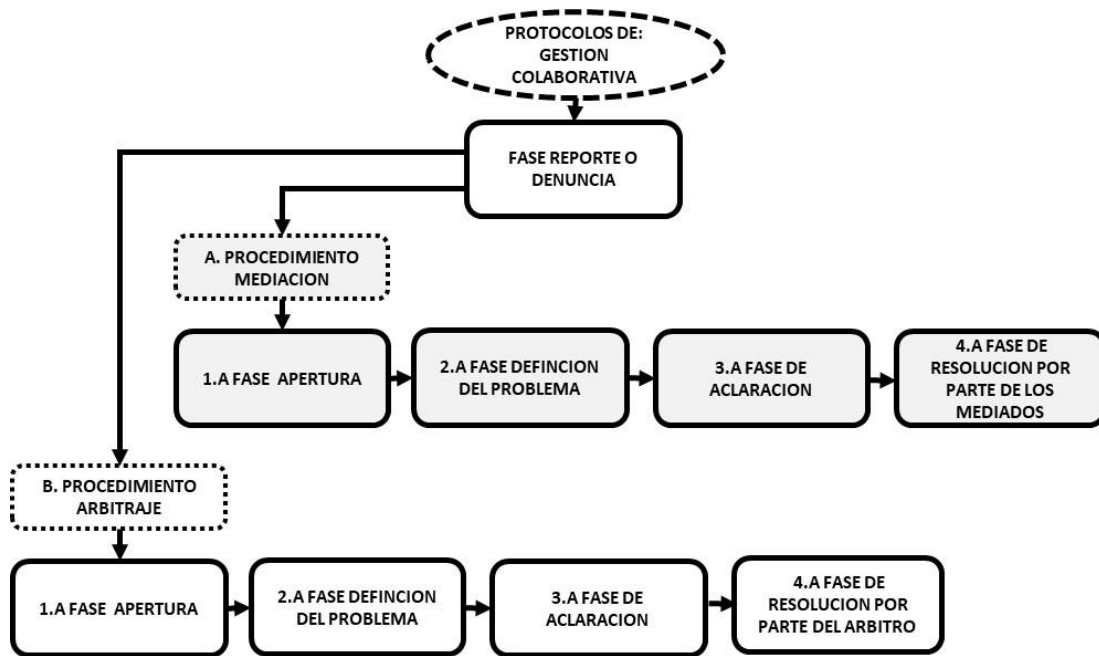 PROTOCOLOS DE:
GESTION
COLABORATIVA
FASE REPORTE O
DENUNCIA
A. PROCEDIMIENTO
MEDIACION
1.A FASE APERTURA
2.A FASE DEFINCION
DEL PROBLEMA
3.A FASE DE
ACLARACION
4.A FASE DE
RESOLUCION POR
PARTE DE LOS
MEDIADOS
B. PROCEDIMIENTO
ARBITRAJE
1.A FASE APERTURA
2.A FASE DEFINCION
DEL PROBLEMA
3.A FASE DE
ACLARACION
4.A FASE DE
RESOLUCION POR
PARTE DEL ARBITRO